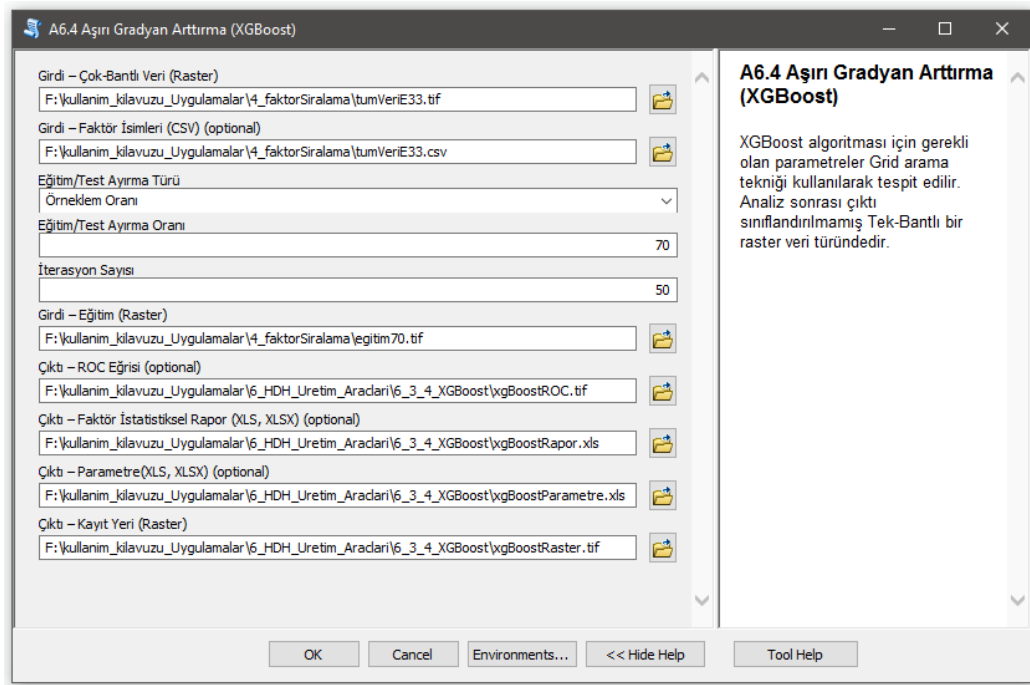 A6.4 Aşırı Gradyan Arttırma (XGBoost)
Girdi – Çok-Bantlı Veri (Raster)
F:\kullanim_kilavuzu_Uygulamalar\4_faktorSiralama\tumVeriE33.tif
Girdi – Faktör İsimleri (CSV) (optional)
F:\kullanim_kilavuzu_Uygulamalar\4_faktorSiralama\tumVeriE33.csv
Eğitim/Test Ayırma Türü
Örneklem Oranı
Eğitim/Test Ayırma Oranı
70
İterasyon Sayısı
50
Girdi – Eğitim (Raster)
F:\kullanim_kilavuzu_Uygulamalar\4_faktorSiralama\egitim70.tif
Çıktı – ROC Eğrisi (optional)
F:\kullanim_kilavuzu_Uygulamalar\6_HDH_Uretim_Araclari\6_3_4_XGBoost\xgBoostROC.tif
Çıktı – Faktör İstatistiksel Rapor (XLS, XLSX) (optional)
F:\kullanim_kilavuzu_Uygulamalar\6_HDH_Uretim_Araclari\6_3_4_XGBoost\xgBoostRapor.xls
Çıktı – Parametre(XLS, XLSX) (optional)
F:\kullanim_kilavuzu_Uygulamalar\6_HDH_Uretim_Araclari\6_3_4_XGBoost\xgBoostParametre.xls
Çıktı – Kayıt Yeri (Raster)
F:\kullanim_kilavuzu_Uygulamalar\6_HDH_Uretim_Araclari\6_3_4_XGBoost\xgBoostRaster.tif
A6.4 Aşırı Gradyan Arttırma
(XGBoost)
XGBoost algoritması için gerekli
olan parametreler Grid arama
tekniği kullanılarak tespit edilir.
Analiz sonrası çıktı
sınıflandırılmamış Tek-Bantlı bir
raster veri türündedir.
OK
Cancel
Environments...
<< Hide Help
Tool Help